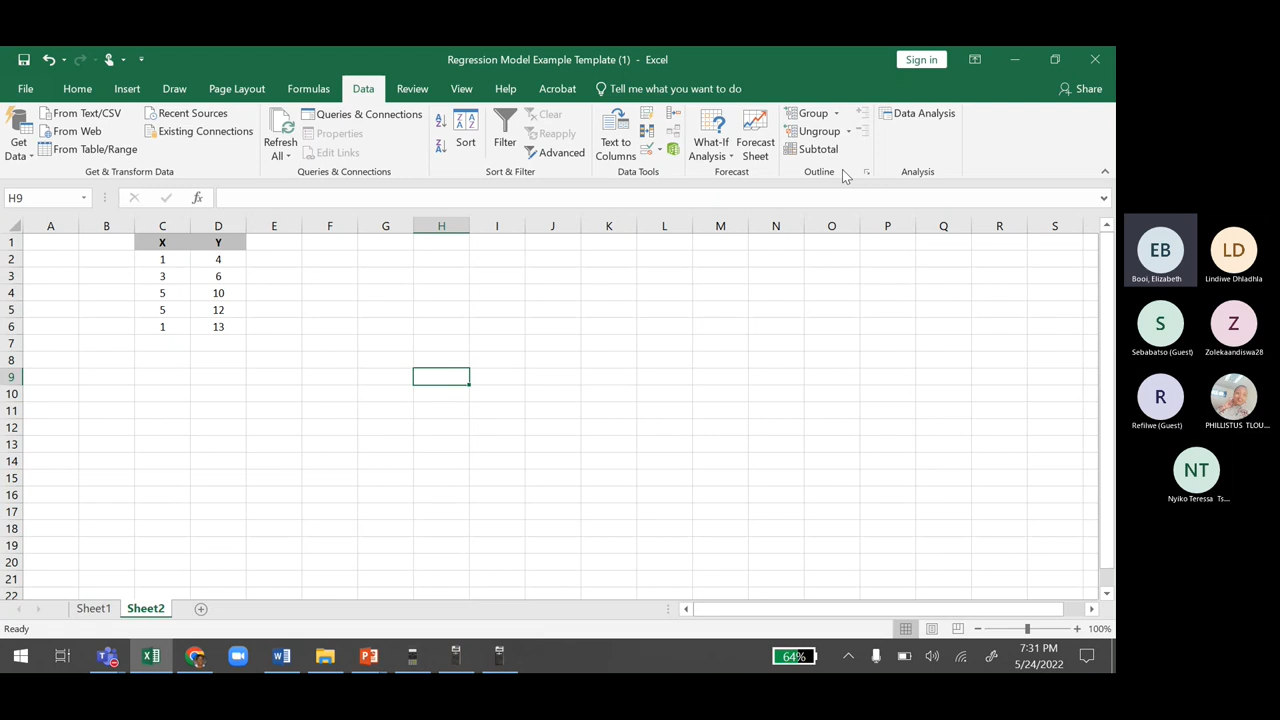 Regression Model Example Template (1) - Excel
Sign in
File Home Insert Draw Page Layout Formulas Data Review View Help Acrobat Tell me what you want to do Share
Get Data
From Text/CSV
From Web
From Table/Range
Recent Sources
Existing Connections
Get & Transform Data
Refresh All
Queries & Connections
Properties
Edit Links
Queries & Connections
Sort
Filter
Clear
Reapply
Advanced
Sort & Filter
Text to Columns
Data Tools
What-If Analysis
Forecast Sheet
Forecast
Group
Ungroup
Subtotal
Outline
Data Analysis
Analysis
H9
fx
A B C D E F G H I J K L M N O P Q R S
1 X Y
2 1 4
3 3 6
4 5 10
5 5 12
6 1 13
7
8
9
10
11
12
13
14
15
16
17
18
19
20
21
22
Sheet1 Sheet2
Ready
100%
64%
7:31 PM
5/24/2022
EB
Booi, Elizabeth
LD
Lindiwe Dhladhla
S
Sebabatso (Guest)
Z
Zolekaandiswa28
R
Refilwe (Guest)
PHILLISTUS TLOU...
NT
Nyiko Teressa Ts...